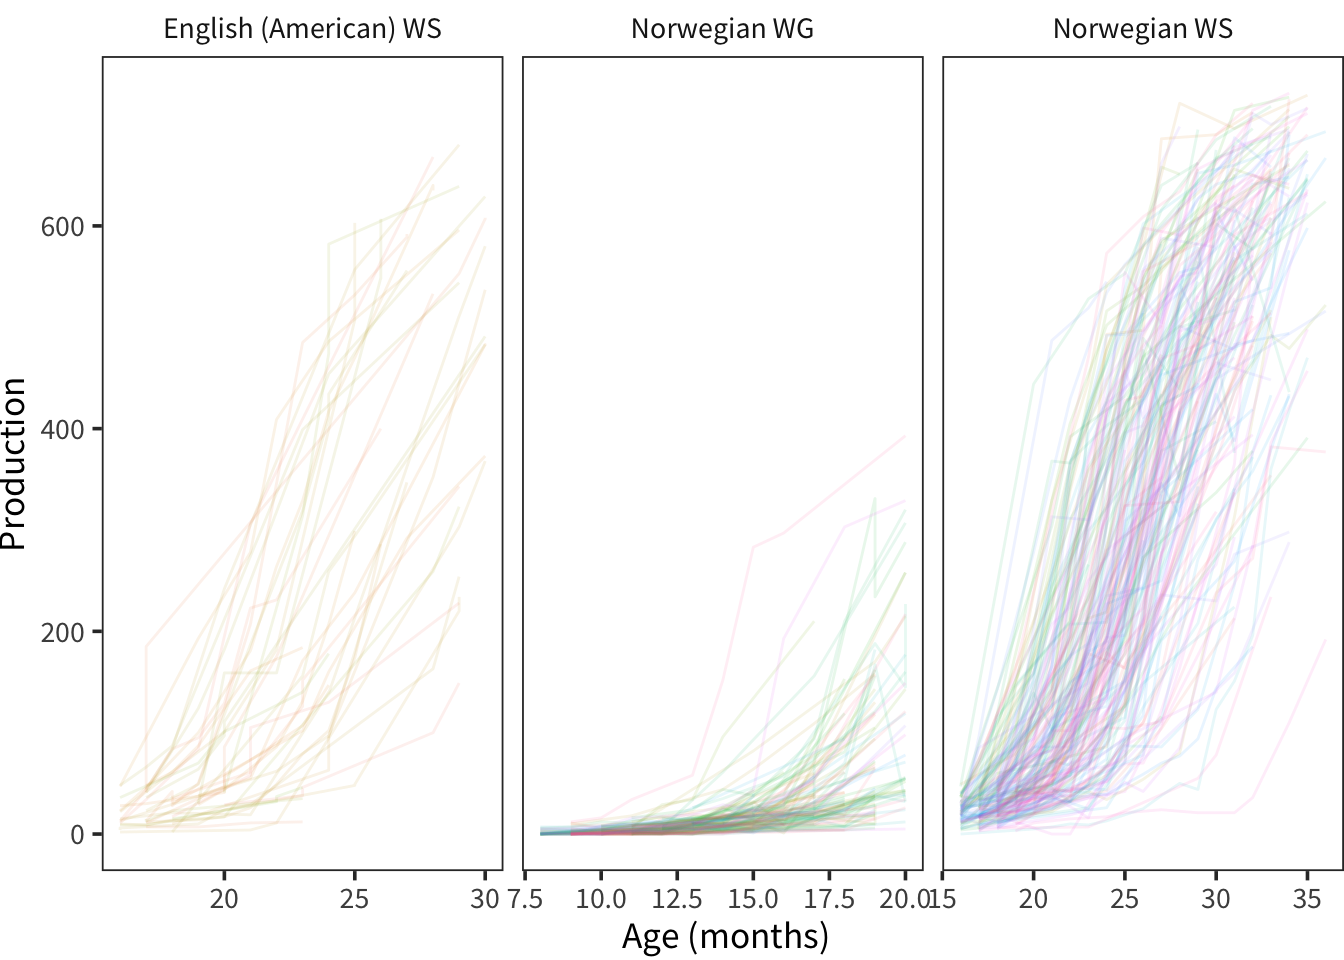 English (American) WS
Norwegian WG
Norwegian WS
Production
600
400
200
0
20 25 30
7.5 10.0 12.5 15.0 17.5 20.0
15 20 25 30 35
Age (months)